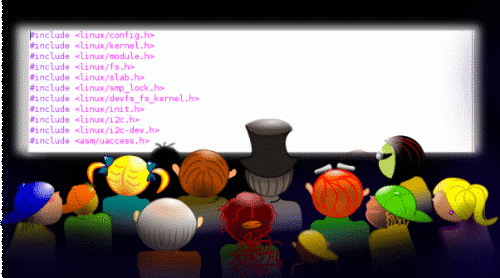 #include <linux/config.h>
#include <linux/kernel.h>
#include <linux/module.h>
#include <linux/fs.h>
#include <linux/slab.h>
#include <linux/smp_lock.h>
#include <linux/devfs_fs_kernel.h>
#include <linux/init.h>
#include <linux/i2c.h>
#include <linux/i2c-dev.h>
#include <asm/uaccess.h>